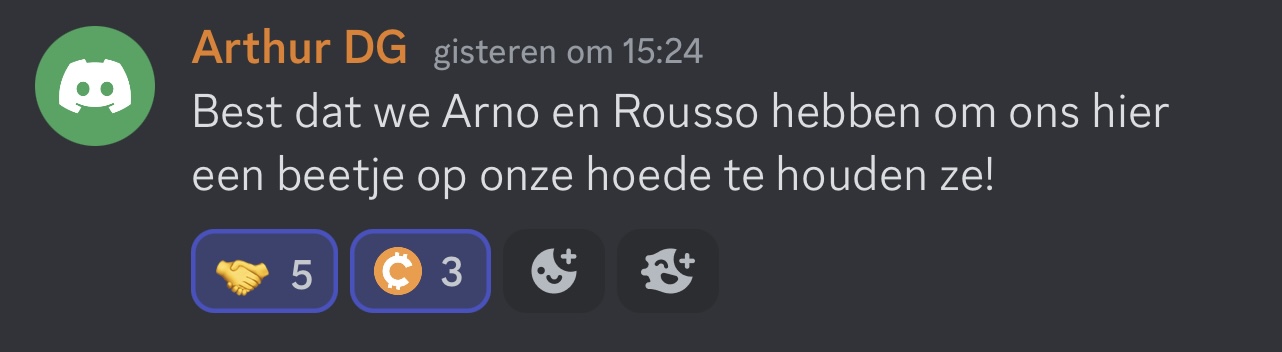 Arthur DG gisteren om 15:24
Best dat we Arno en Rousso hebben om ons hier
een beetje op onze hoede te houden ze!
5 3